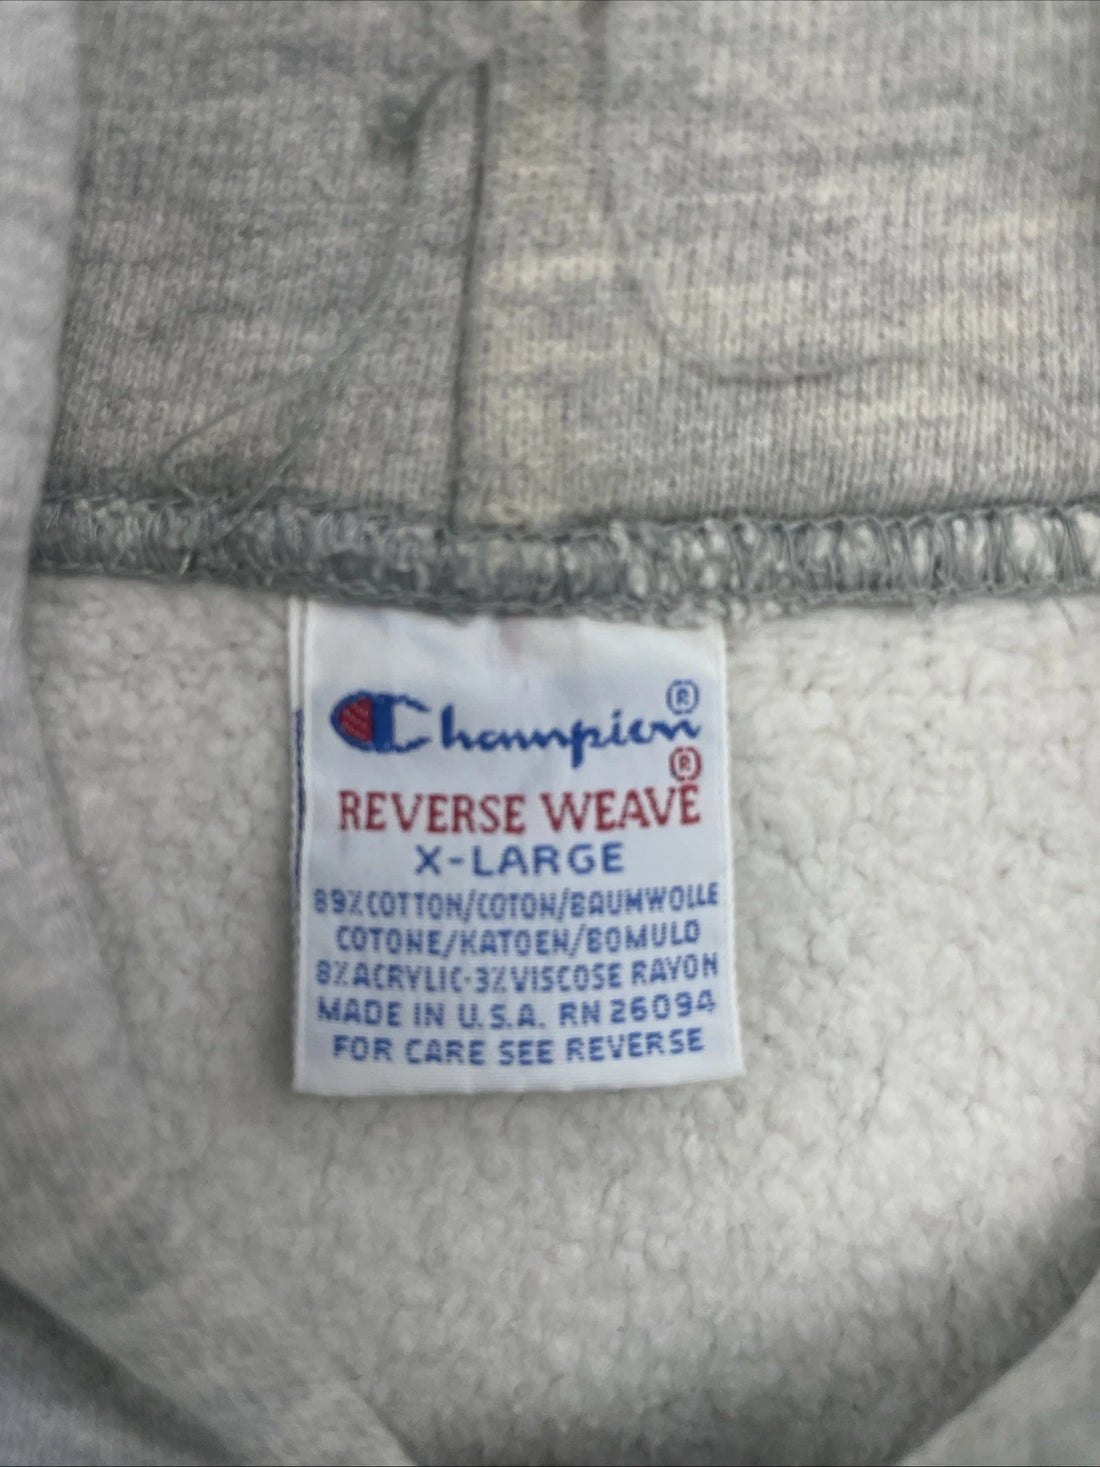 Champion®
REVERSE WEAVE®
X-LARGE
89% COTTON/COTON/BAUMWOLLE
COTONE/KATOEN/BOMULD
8% ACRYLIC-3% VISCOSE RAYON
MADE IN U.S.A. RN 26094
FOR CARE SEE REVERSE